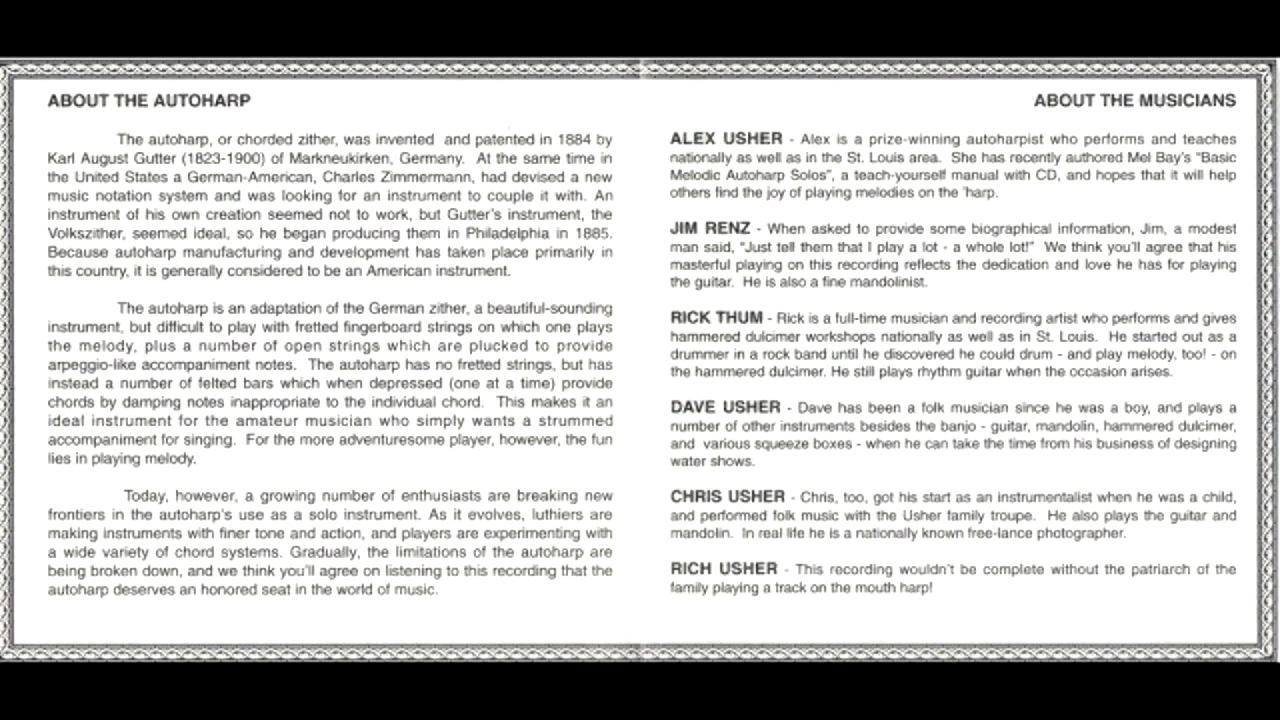 ABOUT THE AUTOHARP
The autoharp, or chorded zither, was invented and patented in 1884 by
Karl August Gutter (1823-1900) of Markneukirken, Germany. At the same time in
the United States a German-American, Charles Zimmermann, had devised a new
music notation system and was looking for an instrument to couple it with. An
instrument of his own creation seemed not to work, but Gutter's instrument, the
Volkszither, seemed ideal, so he began producing them in Philadelphia in 1885.
Because autoharp manufacturing and development has taken place primarily in
this country, it is generally considered to be an American instrument.
The autoharp is an adaptation of the German zither, a beautiful-sounding
instrument, but difficult to play with fretted fingerboard strings on which one plays
the melody, plus a number of open strings which are plucked to provide
arpeggio-like accompaniment notes. The autoharp has no fretted strings, but has
instead a number of felted bars which when depressed (one at a time) provide
chords by damping notes inappropriate to the individual chord. This makes it an
ideal instrument for the amateur musician who simply wants a strummed
accompaniment for singing. For the more adventuresome player, however, the fun
lies in playing melody.
Today, however, a growing number of enthusiasts are breaking new
frontiers in the autoharp's use as a solo instrument. As it evolves, luthiers are
making instruments with finer tone and action, and players are experimenting with
a wide variety of chord systems. Gradually, the limitations of the autoharp are
being broken down, and we think you'll agree on listening to this recording that the
autoharp deserves an honored seat in the world of music.
ABOUT THE MUSICIANS
ALEX USHER - Alex is a prize-winning autoharpist who performs and teaches
nationally as well as in the St. Louis area. She has recently authored Mel Bay's "Basic
Melodic Autoharp Solos", a teach-yourself manual with CD, and hopes that it will help
others find the joy of playing melodies on the 'harp.
JIM RENZ - When asked to provide some biographical information, Jim, a modest
man said, "Just tell them that I play a lot - a whole lot!" We think you'll agree that his
masterful playing on this recording reflects the dedication and love he has for playing
the guitar. He is also a fine mandolinist.
RICK THUM - Rick is a full-time musician and recording artist who performs and gives
hammered dulcimer workshops nationally as well as in St. Louis. He started out as a
drummer in a rock band until he discovered he could drum - and play melody, too! - on
the hammered dulcimer. He still plays rhythm guitar when the occasion arises.
DAVE USHER - Dave has been a folk musician since he was a boy, and plays a
number of other instruments besides the banjo - guitar, mandolin, hammered dulcimer,
and various squeeze boxes - when he can take the time from his business of designing
water shows.
CHRIS USHER - Chris, too, got his start as an instrumentalist when he was a child,
and performed folk music with the Usher family troupe. He also plays the guitar and
mandolin. In real life he is a nationally known free-lance photographer.
RICH USHER - This recording wouldn't be complete without the patriarch of the
family playing a track on the mouth harp!